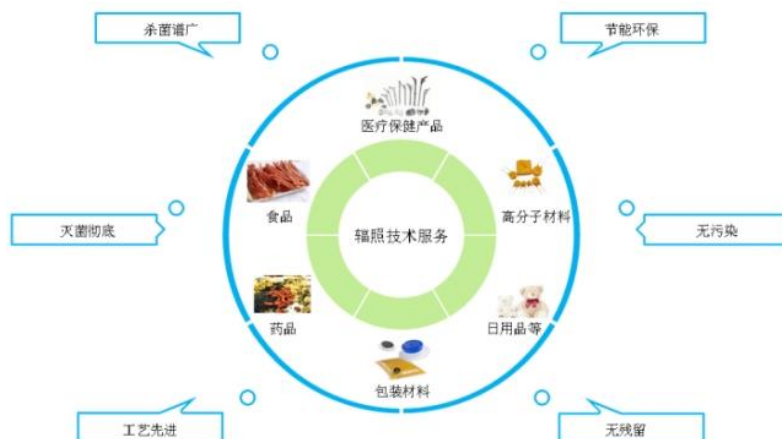 杀菌谱广
节能环保
医疗保健产品
食品
高分子材料
灭菌彻底
辐照技术服务
无污染
药品
日用品等
包装材料
工艺先进
无残留